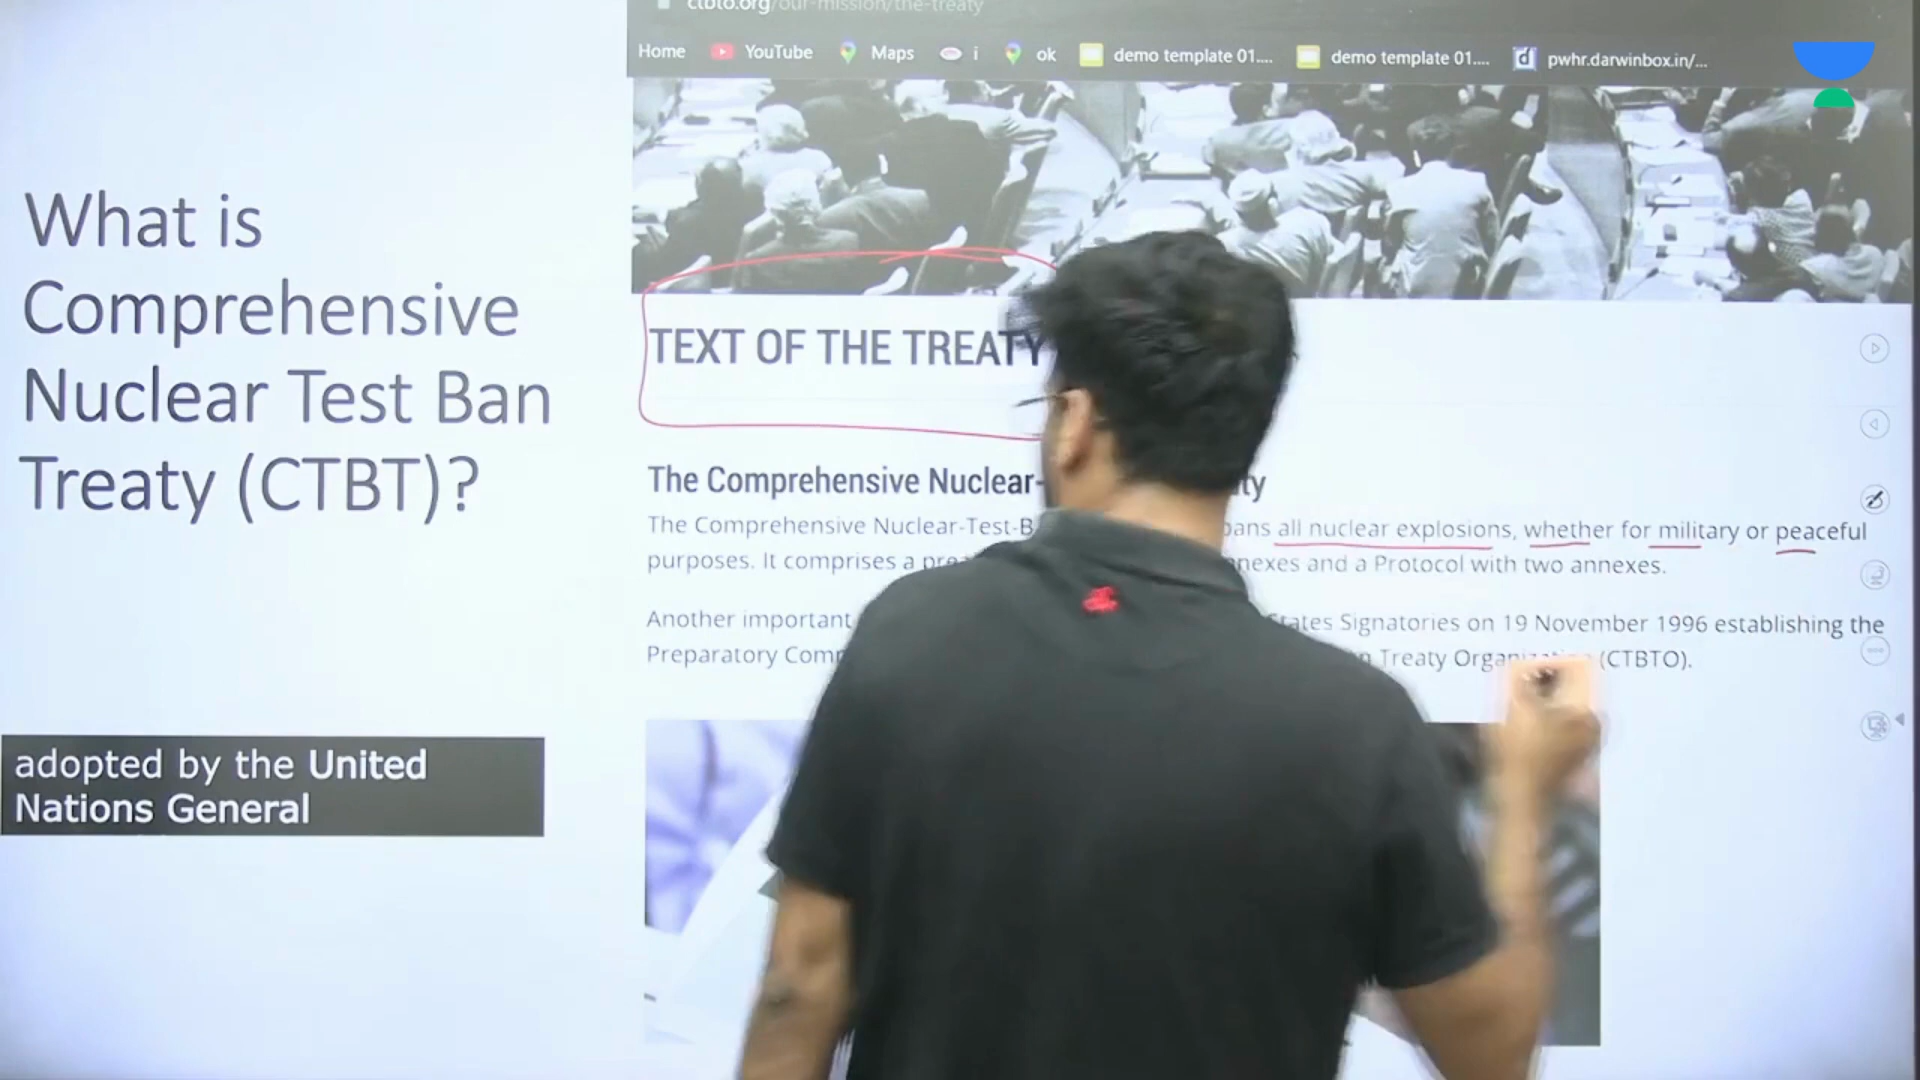 ctbto.org/our-mission/the-treaty
Home YouTube Maps i ok demo template 01.... demo template 01.... pwhr.darwinbox.in/...
What is
Comprehensive
Nuclear Test Ban
Treaty (CTBT)?
adopted by the United
Nations General
TEXT OF THE TREATY
The Comprehensive Nuclear- ty
The Comprehensive Nuclear-Test-B bans all nuclear explosions, whether for military or peaceful
purposes. It comprises a pre nnexes and a Protocol with two annexes.
Another important States Signatories on 19 November 1996 establishing the
Preparatory Com n Treaty Organization (CTBTO).